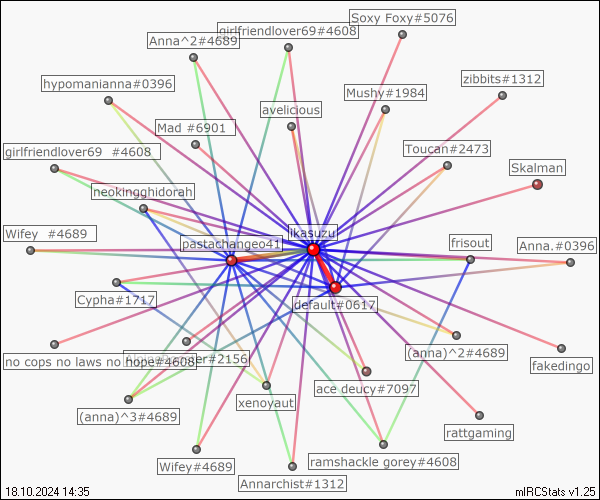 Soxy Foxy#5076
girlfriendlover69#4608
Anna^2#4689
zibbits#1312
hypomanianna#0396
Mushy#1984
avelicious
Mad #6901
Toucan#2473
girlfriendlover69 #4608
Skalman
neokingghidorah
Wifey #4689
ikasuzu
pastachangeo41
frisout
Anna.#0396
Cypha#1717
default#0617
(anna)^2#4689
no cops no laws no hope#4608
#2156
fakedingo
ace deucy#7097
xenoyaut
(anna)^3#4689
rattgaming
Wifey#4689
ramshackle gorey#4608
Annarchist#1312
18.10.2024 14:35
mIRCStats v1.25